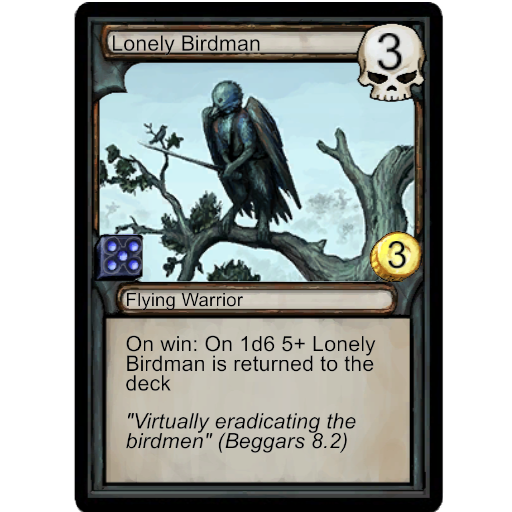 Lonely Birdman
3
3
Flying Warrior
On win: On 1d6 5+ Lonely
Birdman is returned to the
deck
"Virtually eradicating the
birdmen" (Beggars 8.2)